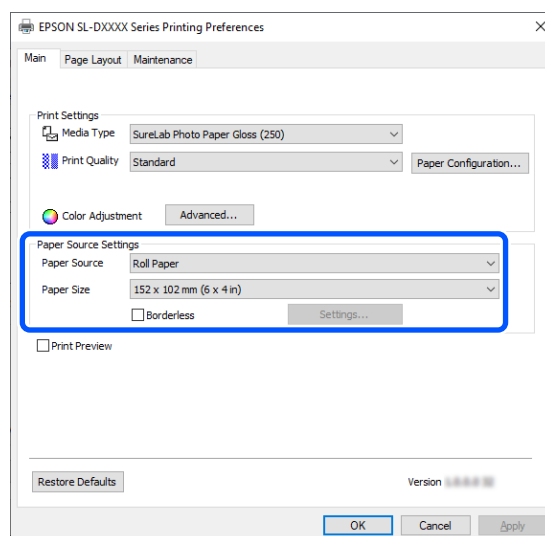 EPSON SL-DXXXX Series Printing Preferences
Main Page Layout Maintenance
Print Settings
Media Type SureLab Photo Paper Gloss (250)
Print Quality Standard Paper Configuration...
Color Adjustment Advanced...
Paper Source Settings
Paper Source Roll Paper
Paper Size 152 x 102 mm (6 x 4 in)
Borderless Settings...
Print Preview
Restore Defaults Version
OK Cancel Apply